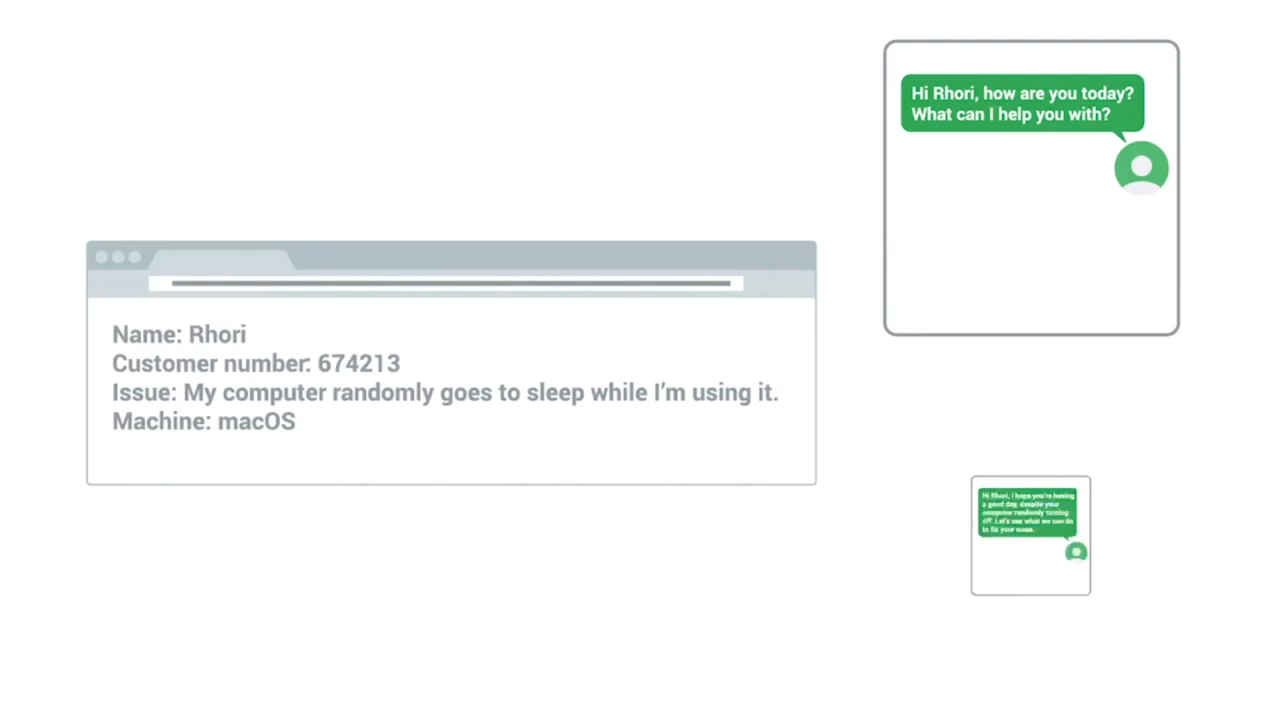 Hi Rhori, how are you today?
What can I help you with?
Name: Rhori
Customer number: 674213
Issue: My computer randomly goes to sleep while I'm using it.
Machine: macOS
Hi Rhori, I hope you're having
a good day, despite your
computer randomly turning
off. Let's see what we can do
to fix your issue.